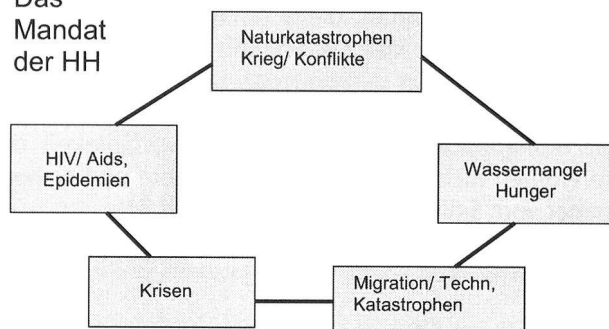 Das
Mandat
der HH
Naturkatastrophen
Krieg/ Konflikte
HIV/ Aids,
Epidemien
Wassermangel
Hunger
Krisen
Migration/ Techn,
Katastrophen